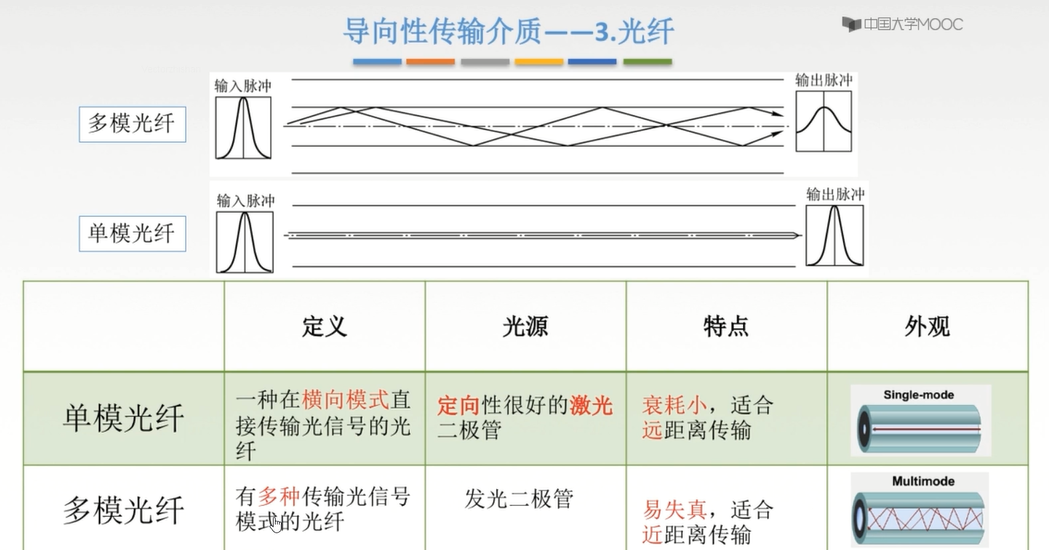 导向性传输介质——3.光纤
中国大学MOOC
输入脉冲
输出脉冲
多模光纤
输入脉冲
输出脉冲
单模光纤
定义
光源
特点
外观
单模光纤
一种在横向模式直
接传输光信号的光
纤
定向性很好的激光
二极管
衰耗小，适合
远距离传输
Single-mode
多模光纤
有多种传输光信号
模式的光纤
发光二极管
易失真，适合
近距离传输
Multimode